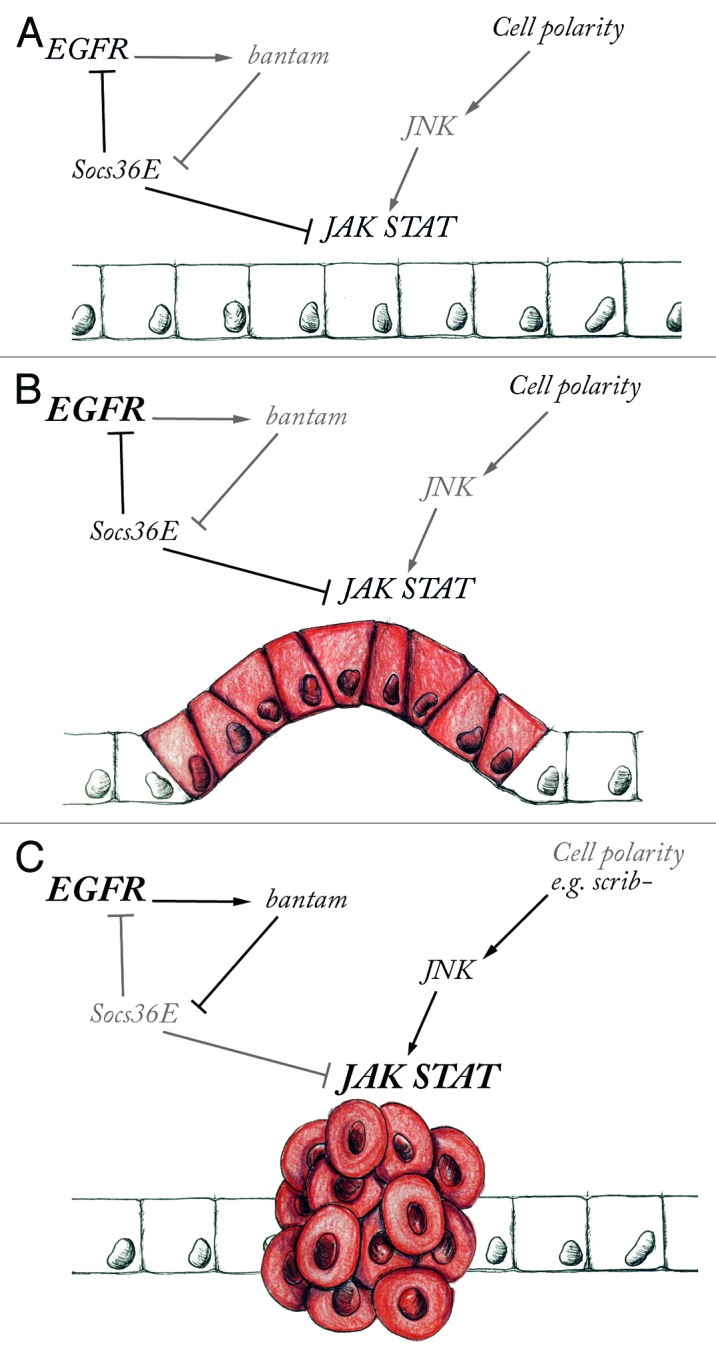 A
EGFR
bantam
Cell polarity
JNK
Socs36E
JAK STAT
B
EGFR
bantam
Cell polarity
JNK
Socs36E
JAK STAT
C
EGFR
bantam
Cell polarity
e.g. scrib–
JNK
Socs36E
JAK STAT